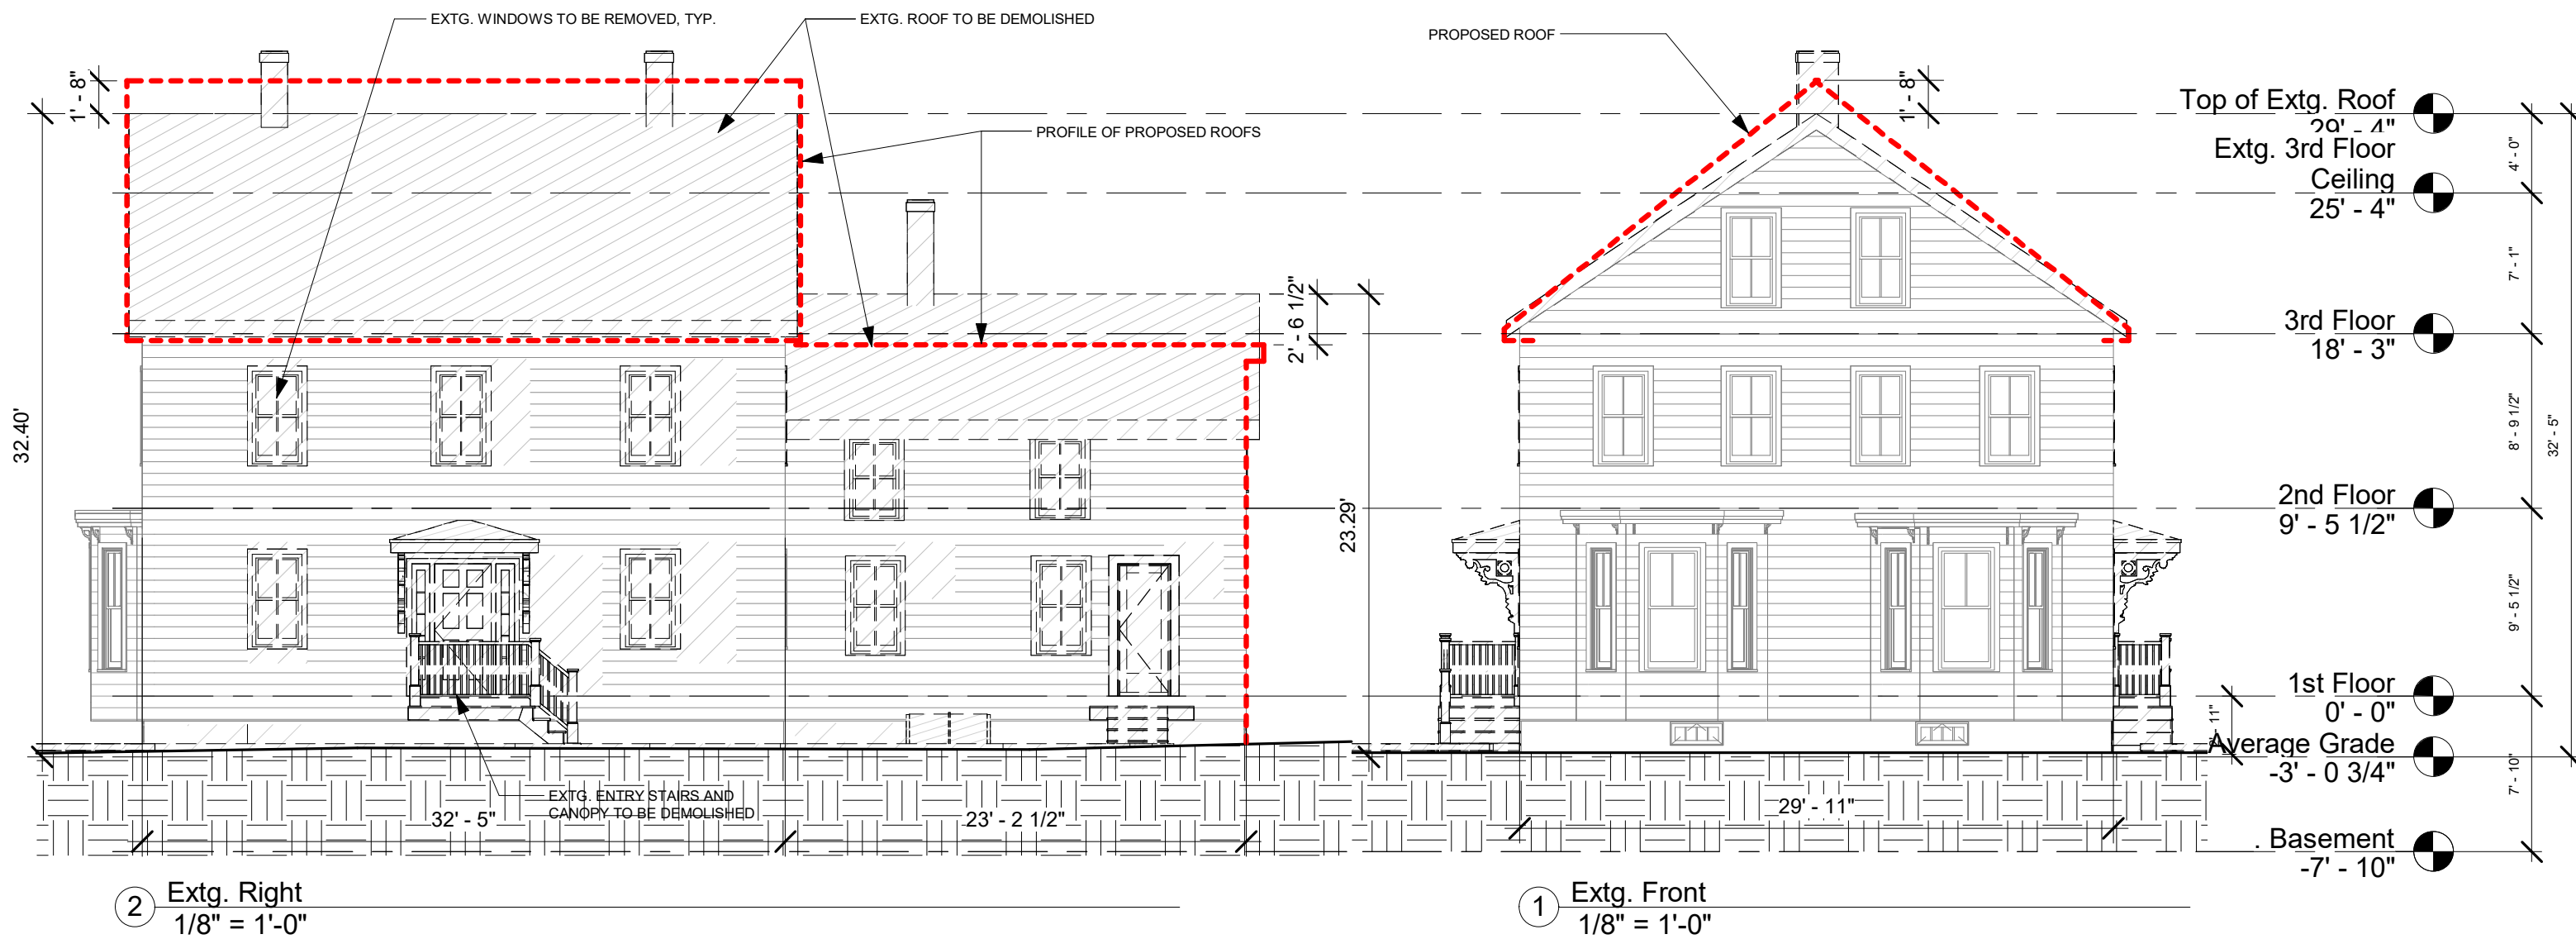 EXTG. WINDOWS TO BE REMOVED, TYP.
EXTG. ROOF TO BE DEMOLISHED
PROPOSED ROOF
1' - 8"
1' - 8"
PROFILE OF PROPOSED ROOFS
Top of Extg. Roof
29' - 4"
Extg. 3rd Floor
Ceiling
25' - 4"
4' - 0"
7' - 1"
2' - 6 1/2"
3rd Floor
18' - 3"
32.40'
23.29'
8' - 9 1/2"
32' - 5"
2nd Floor
9' - 5 1/2"
9' - 5 1/2"
1st Floor
0' - 0"
Average Grade
-3' - 0 3/4"
7' - 10"
EXTG. ENTRY STAIRS AND
CANOPY TO BE DEMOLISHED
32' - 5"
23' - 2 1/2"
29' - 11"
. Basement
-7' - 10"
2
Extg. Right
1/8" = 1'-0"
1
Extg. Front
1/8" = 1'-0"